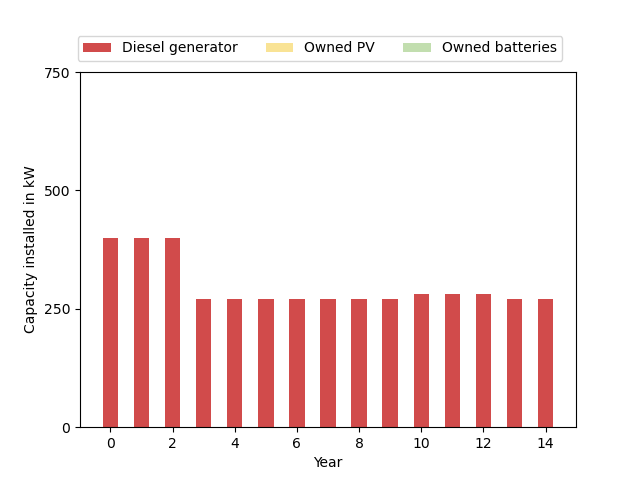 Diesel generator Owned PV Owned batteries
750
500
250
0
Capacity installed in kW
0 2 4 6 8 10 12 14
Year